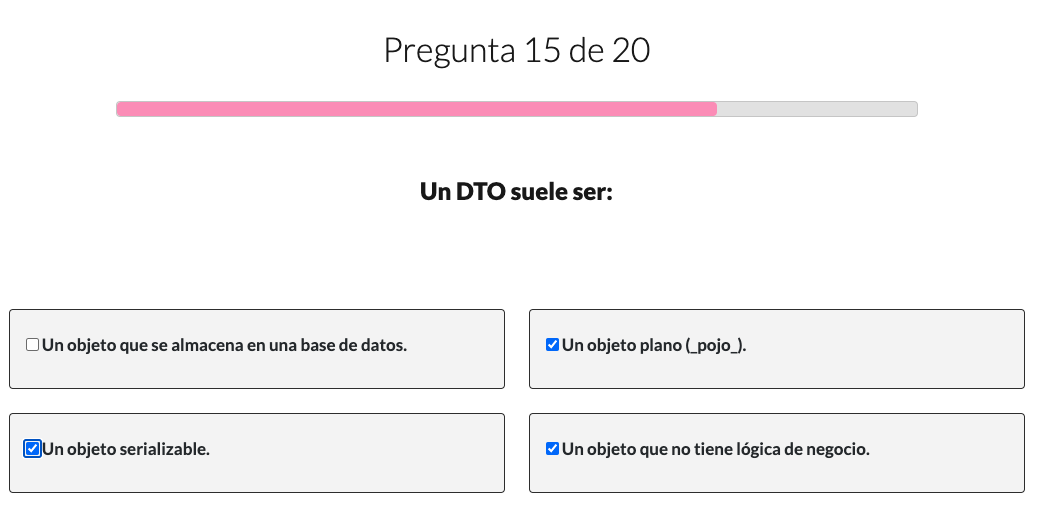 Pregunta 15 de 20
Un DTO suele ser:
Un objeto que se almacena en una base de datos.
Un objeto plano (_pojo_).
Un objeto serializable.
Un objeto que no tiene lógica de negocio.